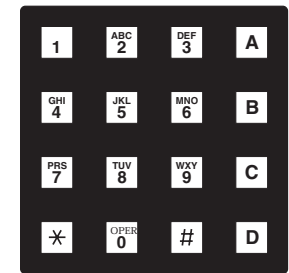 ABC DEF
1 2 3 A
GHI JKL MNO
4 5 6 B
PRS TUV WXY
7 8 9 C
OPER
* 0 # D